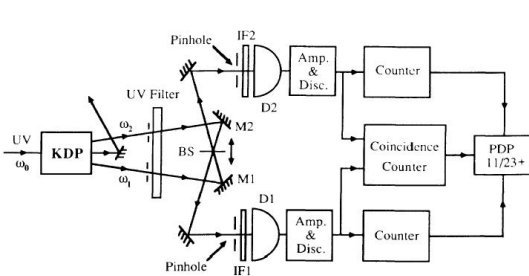 Pinhole
IF2
Amp.
&
Disc.
Counter
UV Filter
D2
UV
ω0
KDP
ω2
M2
BS
Coincidence
Counter
PDP
11/23+
ω1
M1
D1
Amp.
&
Disc.
Counter
Pinhole
IF1